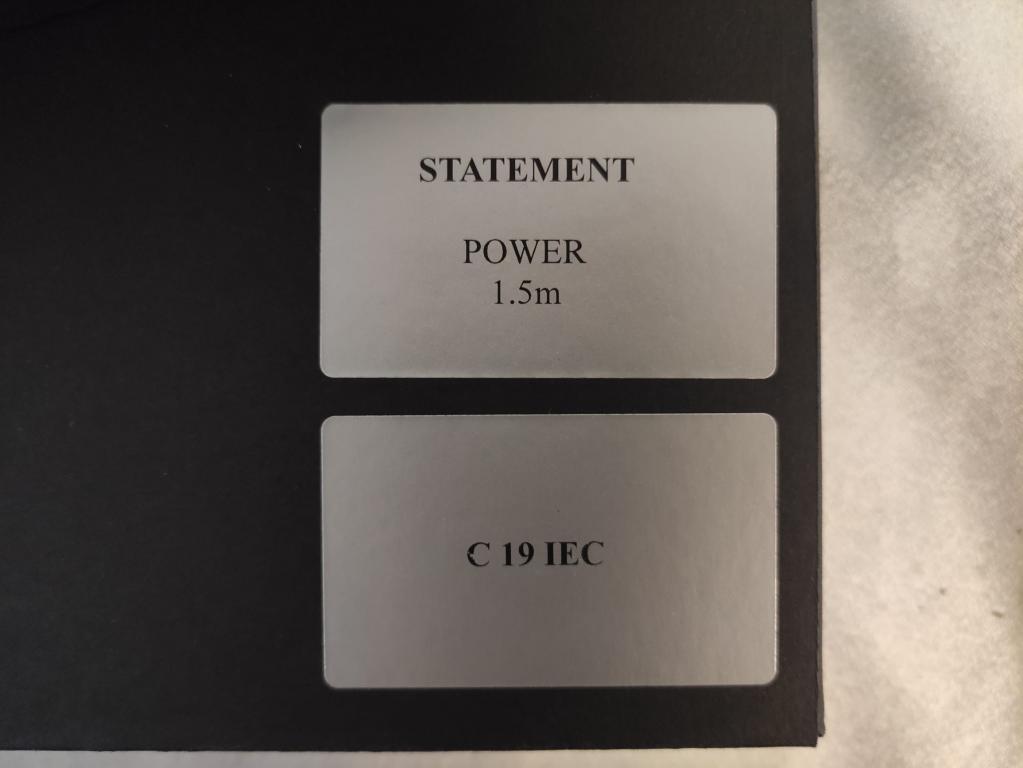 STATEMENT
POWER
1.5m
C 19 IEC